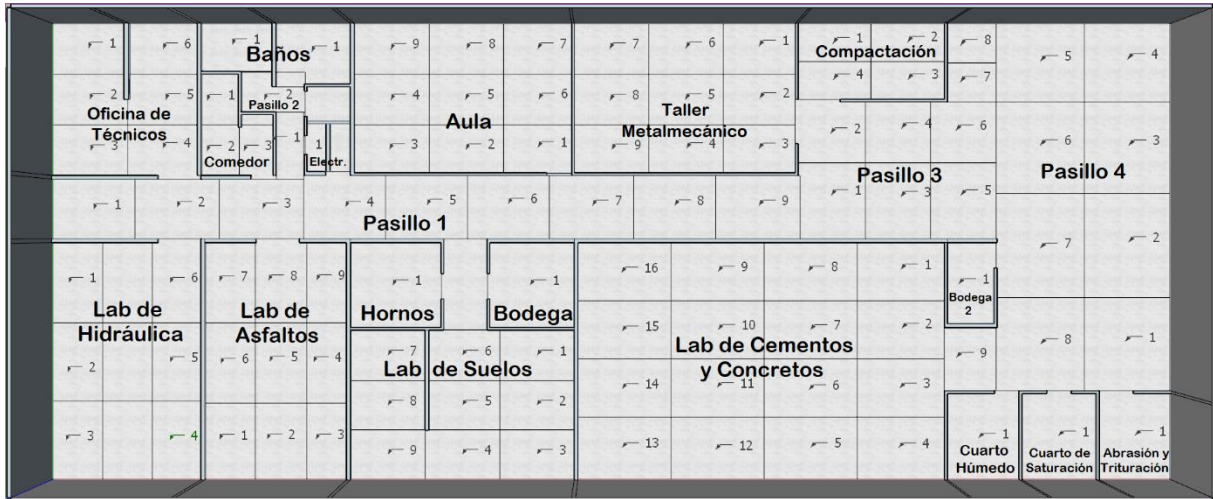 1 6 1 1 9 8 7 7 6 1 1 2 8
Baños
Compactación
5 4
4 3 7
2 5 1 2 4 5 6 8 5 2
Pasillo 2
Oficina de
Técnicos
Aula
Taller
Metalmecánico
2 4 6
3 4 2 3 1 1 3 2 1 9 4 3
6 3
Comedor
Electr.
Pasillo 3
Pasillo 4
1 2 3 4 5 6 7 8 9 1 3 5
Pasillo 1
7 2
1 6 7 8 9 1 1 16 9 8 1 1
Lab de
Hidráulica
Lab de
Asfaltos
Hornos
Bodega
Bodega
2
15 10 7 2
8 1
Lab de Cementos
y Concretos
2 5 6 5 4 7 6 1 9
Lab de Suelos
14 11 6 3
8 5 2
3 4 1 2 3 9 4 3 13 12 5 4 1 1 1
Cuarto
Húmedo
Cuarto de
Saturación
Abrasión y
Trituración